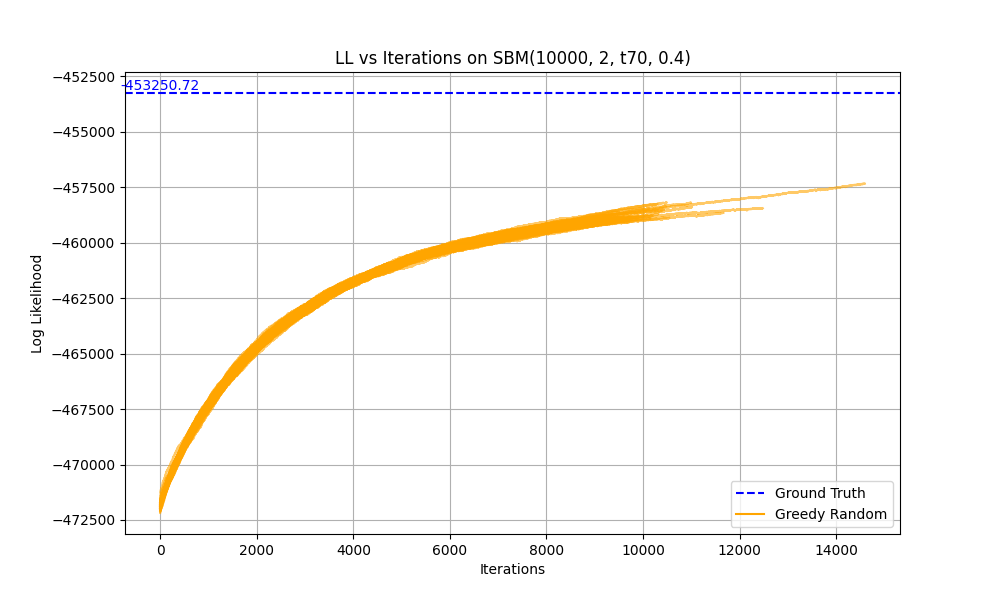 LL vs Iterations on SBM(10000, 2, t70, 0.4)
−452500
-453250.72
−455000
−457500
−460000
−462500
−465000
−467500
−470000
−472500
Log Likelihood
Ground Truth
Greedy Random
0 2000 4000 6000 8000 10000 12000 14000
Iterations